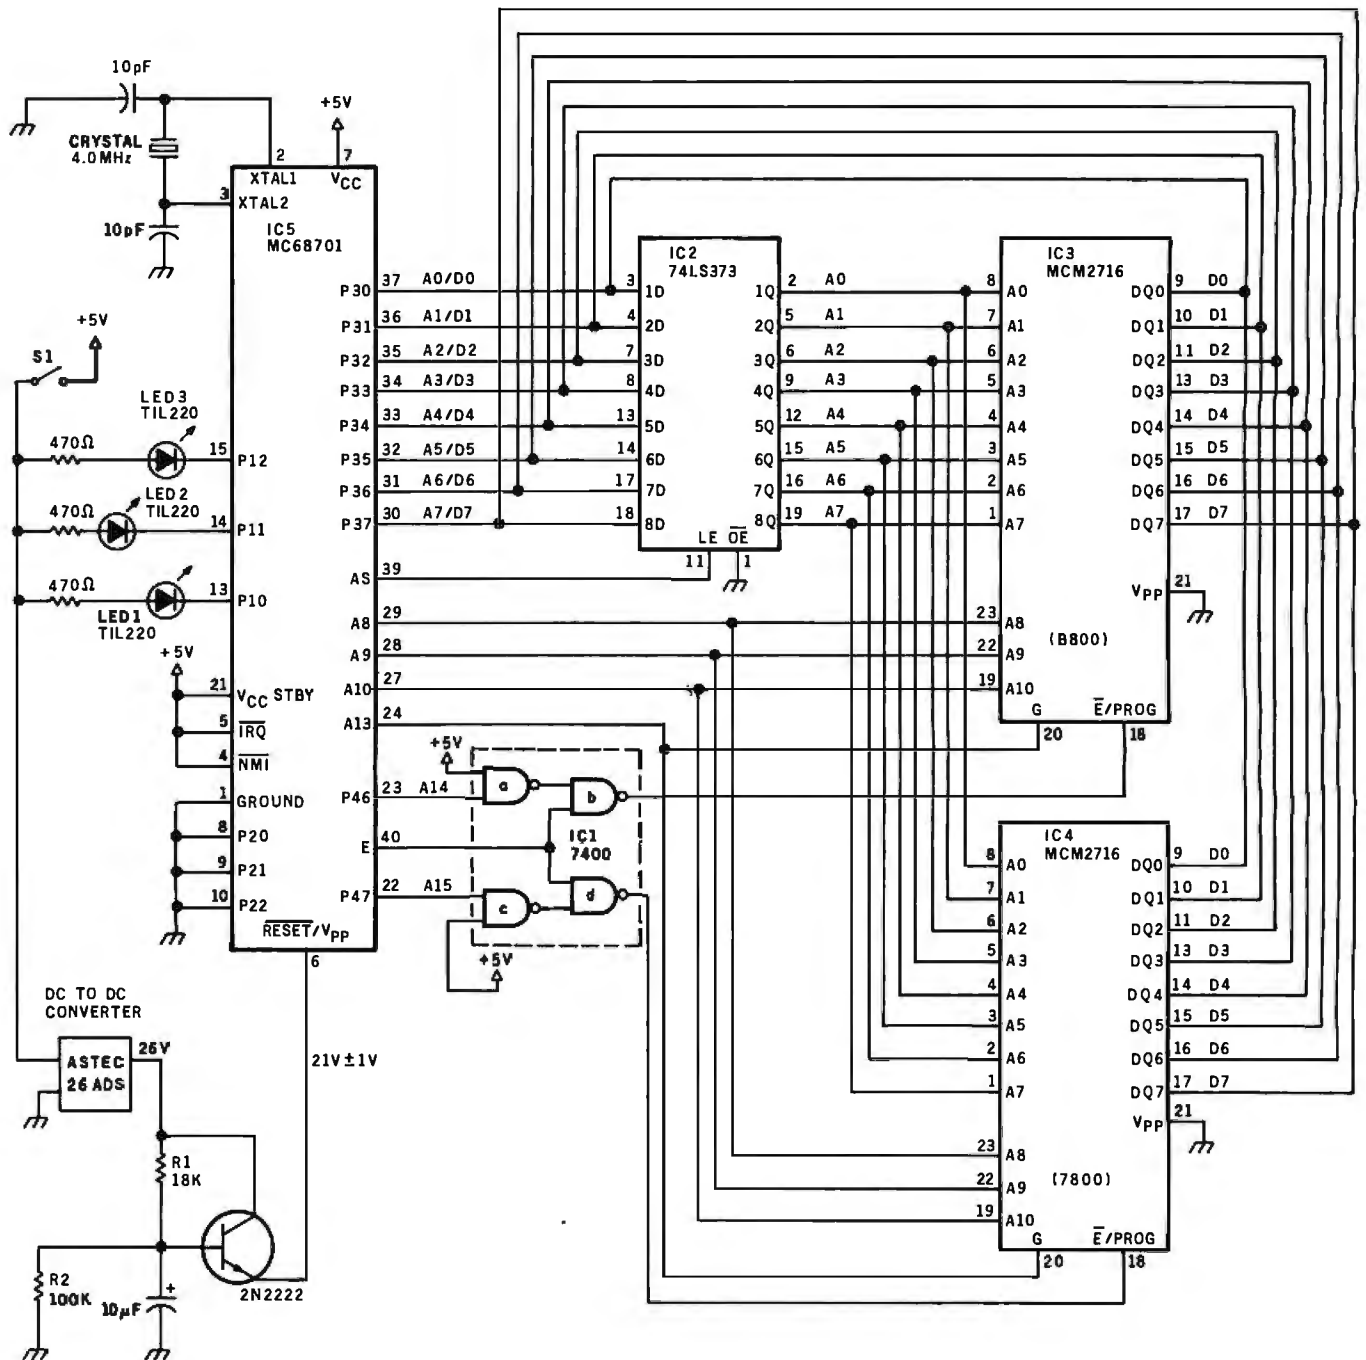 10pF
+5V
CRYSTAL
4.0MHz
2
7
XTAL1
VCC
3
XTAL2
10pF
IC5
MC68701
IC2
74LS373
IC3
MCM2716
P30 37 A0/D0 3 1D 1Q 2 A0 8 A0 DQ0 9 D0
P31 36 A1/D1 4 2D 2Q 5 A1 7 A1 DQ1 10 D1
P32 35 A2/D2 7 3D 3Q 6 A2 6 A2 DQ2 11 D2
P33 34 A3/D3 8 4D 4Q 9 A3 5 A3 DQ3 13 D3
P34 33 A4/D4 13 5D 5Q 12 A4 4 A4 DQ4 14 D4
P35 32 A5/D5 14 6D 6Q 15 A5 3 A5 DQ5 15 D5
P36 31 A6/D6 17 7D 7Q 16 A6 2 A6 DQ6 16 D6
P37 30 A7/D7 18 8D 8Q 19 A7 1 A7 DQ7 17 D7
LE OE
11 1
+5V
S1
LED3
TIL220
470Ω
15 P12
LED2
TIL220
470Ω
14 P11
470Ω
13 P10
LED1
TIL220
AS 39
A8 29
A9 28
A10 27
A13 24
VPP 21
23 A8
(B800)
22 A9
19 A10
G
E/PROG
20
18
+5V
21 VCC STBY
5 IRQ
4 NMI
1 GROUND
8 P20
9 P21
10 P22
RESET/VPP
6
+5V
P46 23 A14
a
b
E 40
IC1
7400
P47 22 A15
c
d
+5V
IC4
MCM2716
8 A0 DQ0 9 D0
7 A1 DQ1 10 D1
6 A2 DQ2 11 D2
5 A3 DQ3 13 D3
4 A4 DQ4 14 D4
3 A5 DQ5 15 D5
2 A6 DQ6 16 D6
1 A7 DQ7 17 D7
VPP 21
23 A8
(7800)
22 A9
19 A10
G
E/PROG
20
18
DC TO DC
CONVERTER
ASTEC
26 ADS
26V
21V±1V
R1
18K
R2
100K
10µF
+
2N2222